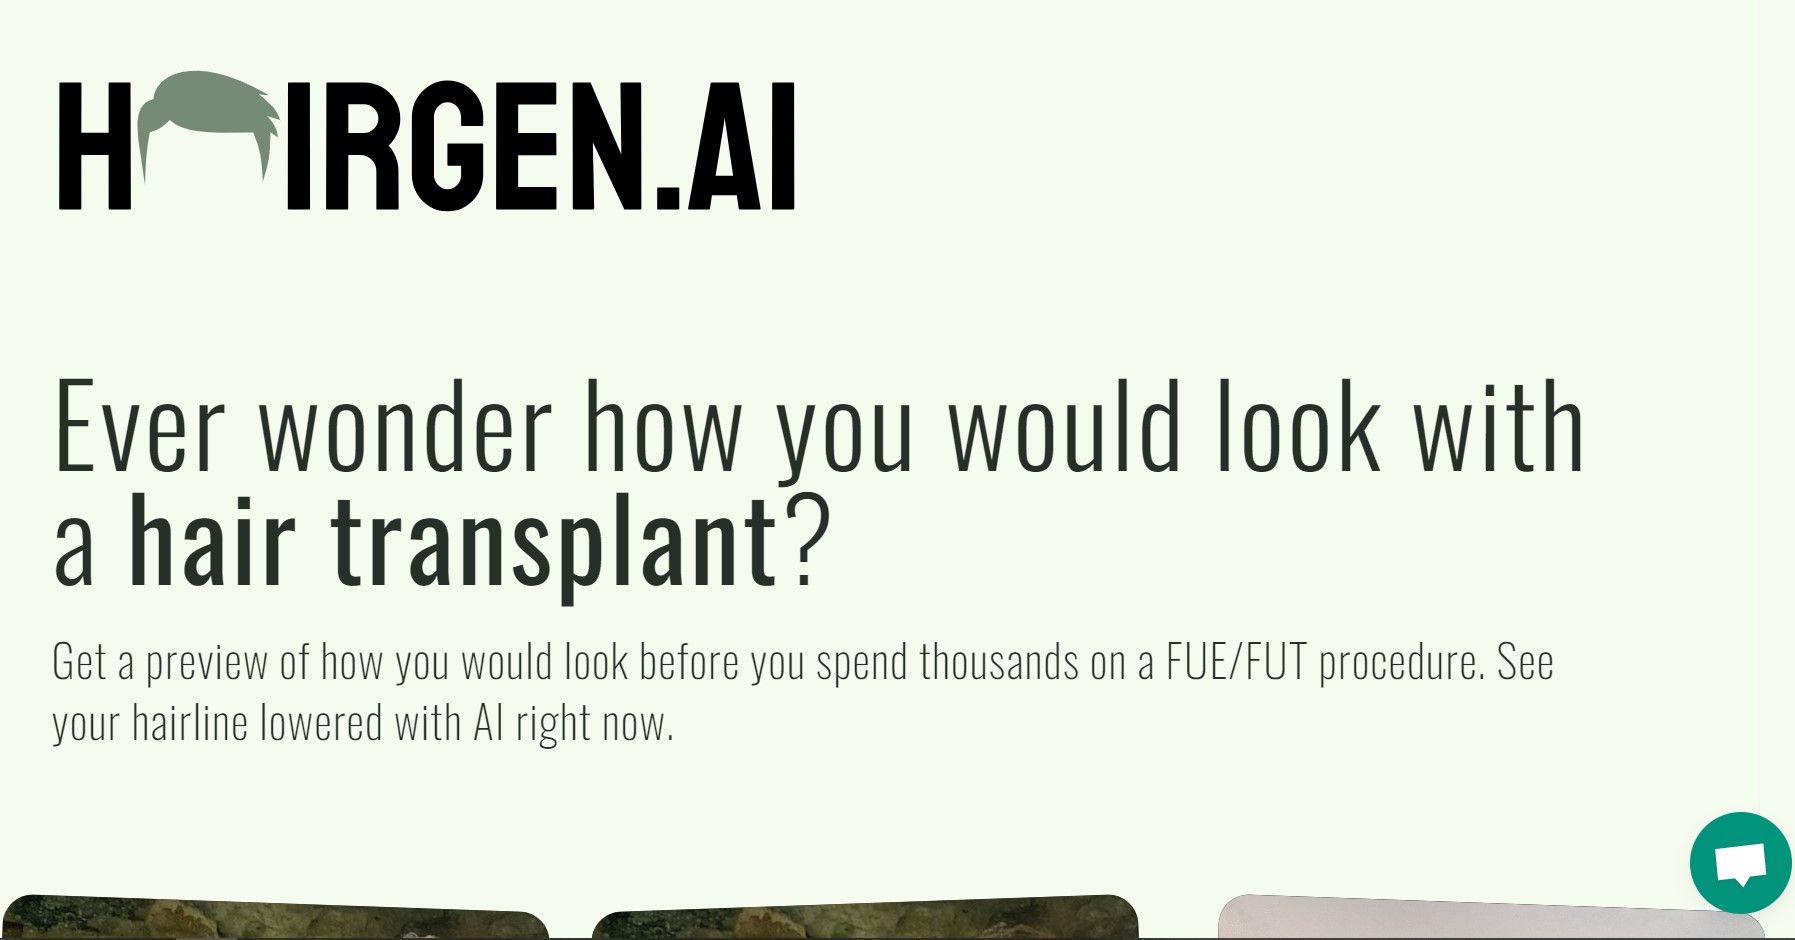 HAIRGEN.AI
Ever wonder how you would look with
a hair transplant?
Get a preview of how you would look before you spend thousands on a FUE/FUT procedure. See
your hairline lowered with AI right now.